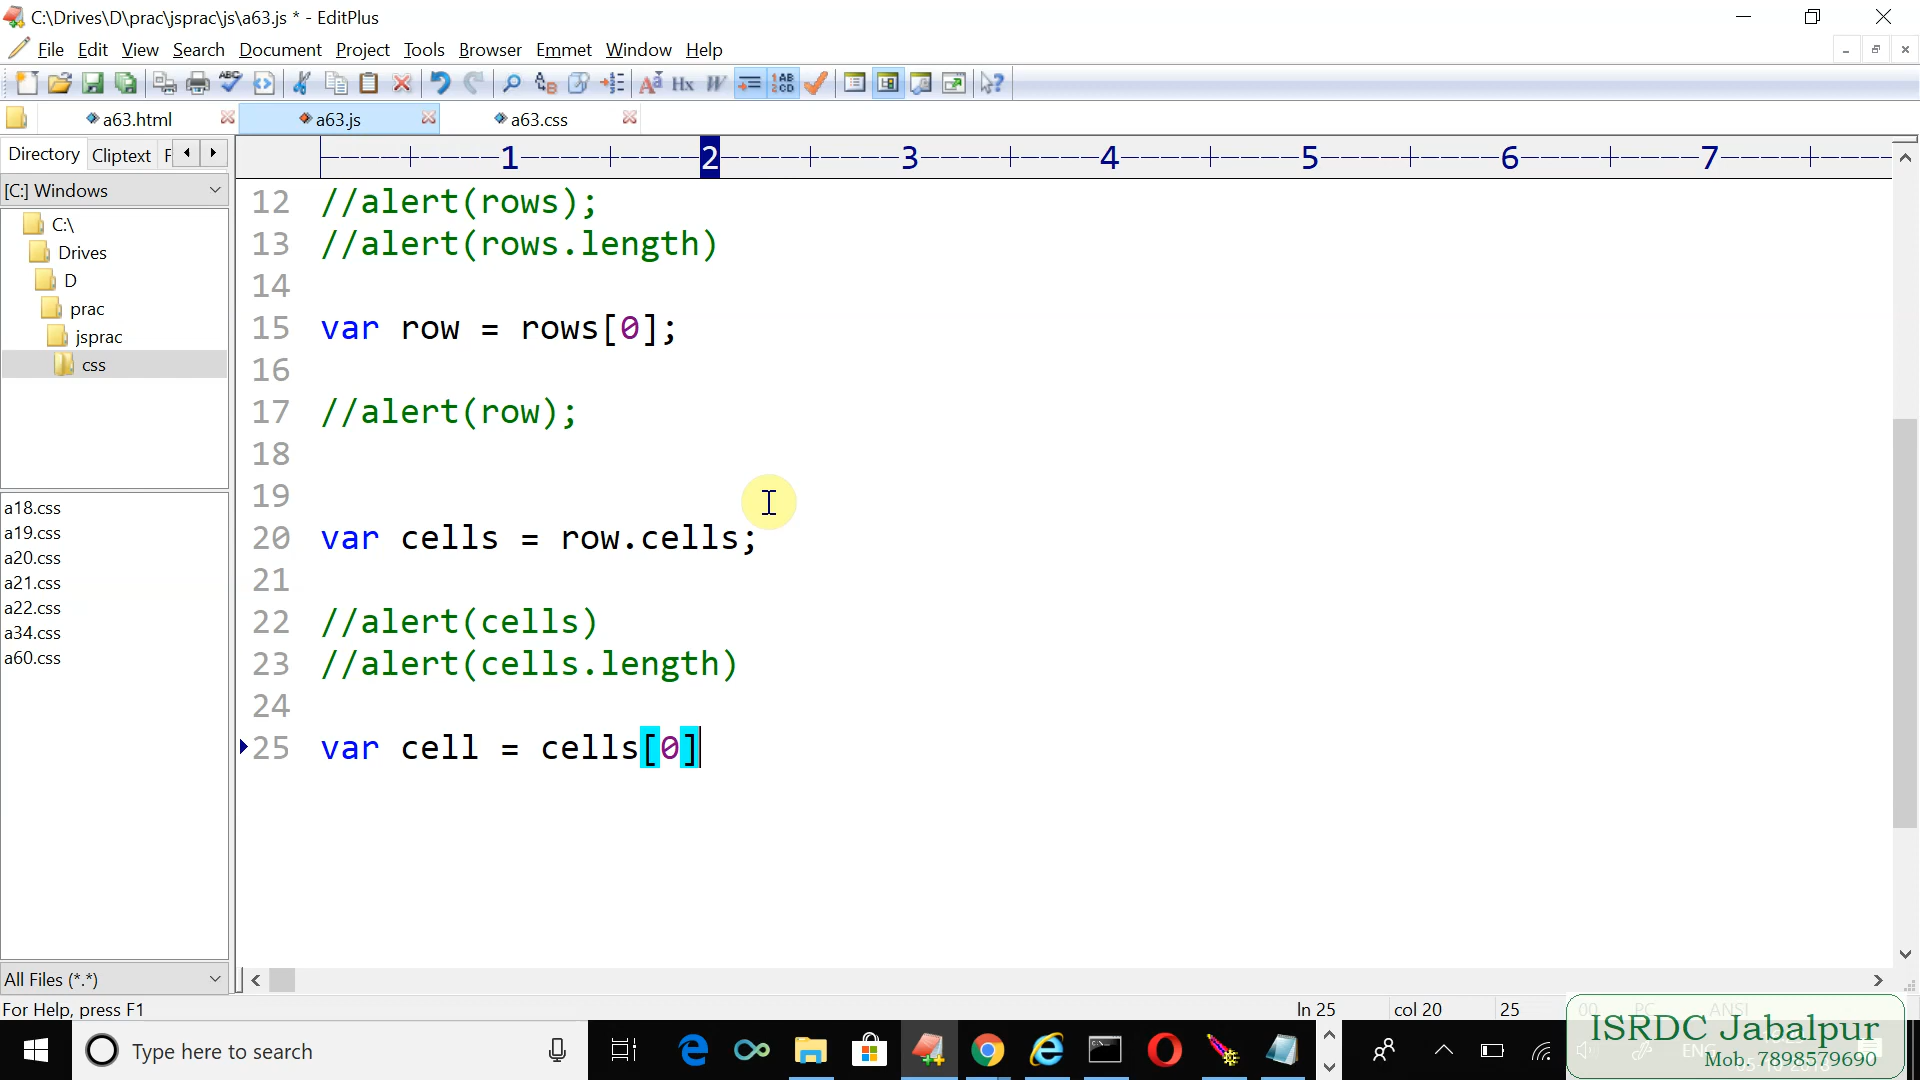 C:\Drives\D\prac\jsprac\js\a63.js * - EditPlus
File Edit View Search Document Project Tools Browser Emmet Window Help
a63.html a63.js a63.css
Directory Cliptext F
[C:] Windows
C:\
Drives
D
prac
jsprac
css
a18.css
a19.css
a20.css
a21.css
a22.css
a34.css
a60.css
All Files (*.*)
----+----1----+----2----+----3----+----4----+----5----+----6----+----7----+---
12 //alert(rows);
13 //alert(rows.length)
14
15 var row = rows[0];
16
17 //alert(row);
18
19
20 var cells = row.cells;
21
22 //alert(cells)
23 //alert(cells.length)
24
25 var cell = cells[0]
For Help, press F1 ln 25 col 20 25 00 PC ANSI
Type here to search
ENG
ISRDC Jabalpur
Mob. 7898579690